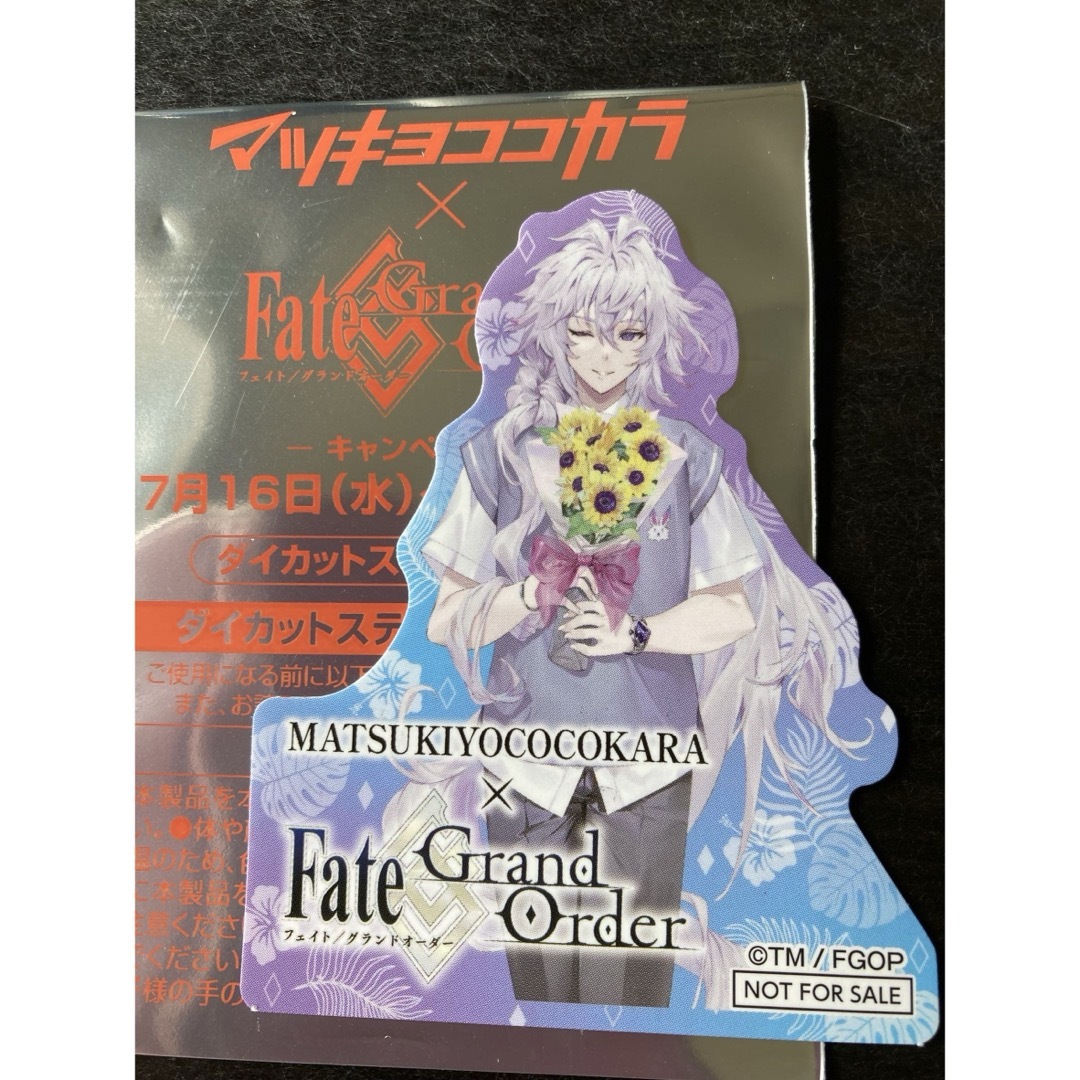 マツキヨココカラ
×
Fate Gra
フェイト/グランドオーダー
― キャンペ
7月16日(水)
ダイカットス
ダイカットステ
ご使用になる前に以下
また、お
本製品を
い。●体や
のため、
に本製品を
ください
ください
様の手の
MATSUKIYOCOCOKARA
×
Fate Grand Order
フェイト/グランドオーダー
©TM / FGOP
NOT FOR SALE